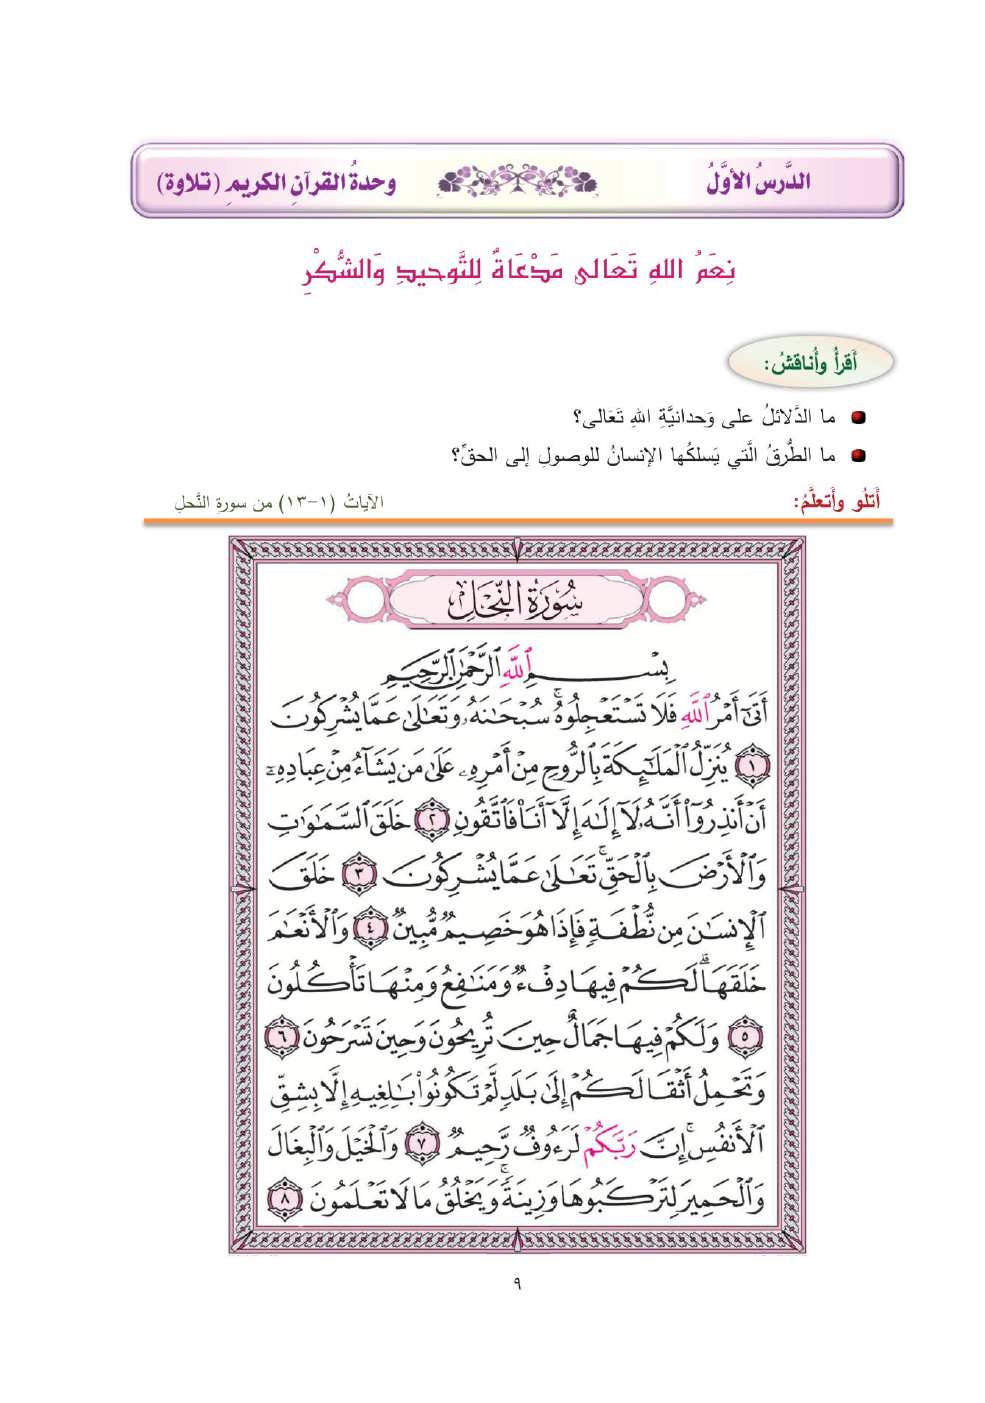 الدَّرسُ الأوَّلُ
وحدةُ القرآنِ الكريمِ (تلاوة)
نِعَمُ اللهِ تَعَالى مَدْعَاةٌ لِلتَّوحيدِ وَالشُّكْرِ
أقرأُ وأُناقشُ:
ما الدَّلائلُ على وَحدانيَّةِ اللهِ تَعَالى؟
ما الطُّرقُ الَّتي يَسلكُها الإنسانُ للوصولِ إلى الحقِّ؟
أَتلُو وأَتعلَّمُ:
الآياتُ (١-١٣) من سورةِ النَّحلِ
سُورَةُ النَّحْلِ
بِسْمِ ٱللَّهِ ٱلرَّحْمَٰنِ ٱلرَّحِيمِ
أَتَىٰٓ أَمْرُ ٱللَّهِ فَلَا تَسْتَعْجِلُوهُ ۚ سُبْحَٰنَهُۥ وَتَعَٰلَىٰ عَمَّا يُشْرِكُونَ
١ يُنَزِّلُ ٱلْمَلَٰٓئِكَةَ بِٱلرُّوحِ مِنْ أَمْرِهِۦ عَلَىٰ مَن يَشَآءُ مِنْ عِبَادِهِۦٓ
أَنْ أَنذِرُوٓا۟ أَنَّهُۥ لَآ إِلَٰهَ إِلَّآ أَنَا۠ فَٱتَّقُونِ ٢ خَلَقَ ٱلسَّمَٰوَٰتِ
وَٱلْأَرْضَ بِٱلْحَقِّ ۚ تَعَٰلَىٰ عَمَّا يُشْرِكُونَ ٣ خَلَقَ
ٱلْإِنسَٰنَ مِن نُّطْفَةٍ فَإِذَا هُوَ خَصِيمٌ مُّبِينٌ ٤ وَٱلْأَنْعَٰمَ
خَلَقَهَا ۗ لَكُمْ فِيهَا دِفْءٌ وَمَنَٰفِعُ وَمِنْهَا تَأْكُلُونَ
٥ وَلَكُمْ فِيهَا جَمَالٌ حِينَ تُرِيحُونَ وَحِينَ تَسْرَحُونَ ٦
وَتَحْمِلُ أَثْقَالَكُمْ إِلَىٰ بَلَدٍ لَّمْ تَكُونُوا۟ بَٰلِغِيهِ إِلَّا بِشِقِّ
ٱلْأَنفُسِ ۚ إِنَّ رَبَّكُمْ لَرَءُوفٌ رَّحِيمٌ ٧ وَٱلْخَيْلَ وَٱلْبِغَالَ
وَٱلْحَمِيرَ لِتَرْكَبُوهَا وَزِينَةً ۚ وَيَخْلُقُ مَا لَا تَعْلَمُونَ ٨
٩